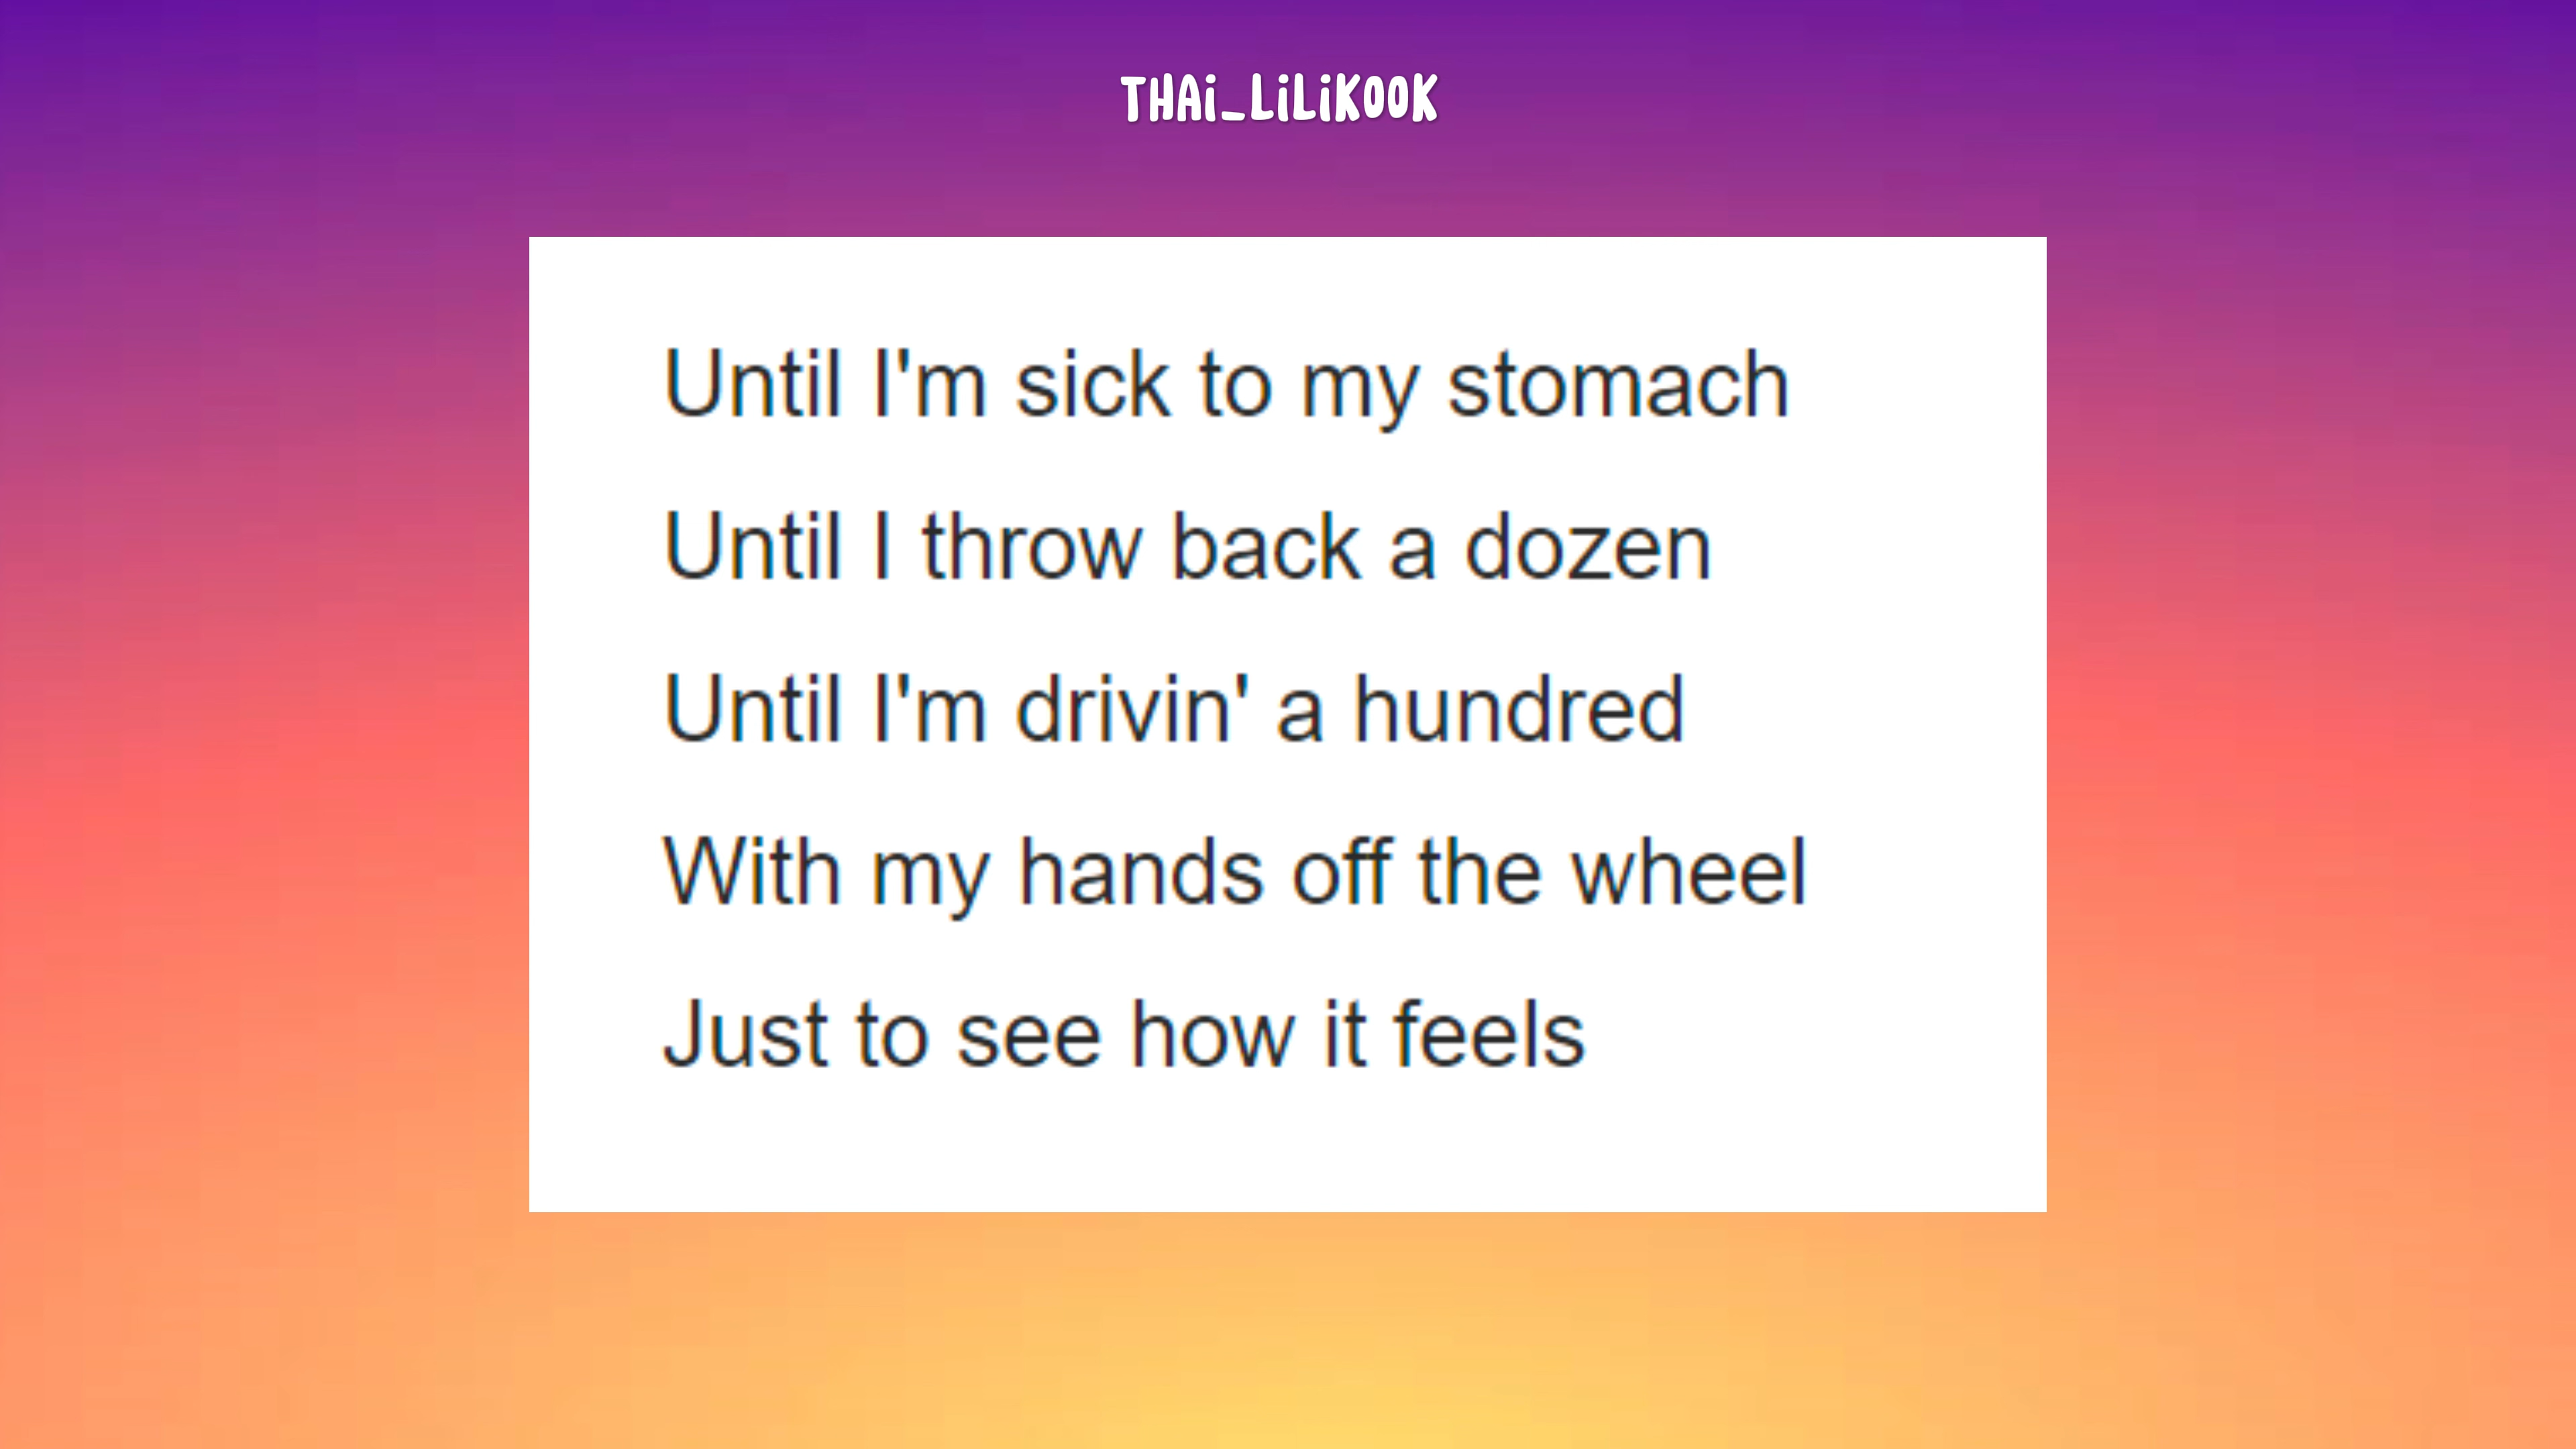 THAi_LiLiKOOK
Until I'm sick to my stomach
Until I throw back a dozen
Until I'm drivin' a hundred
With my hands off the wheel
Just to see how it feels